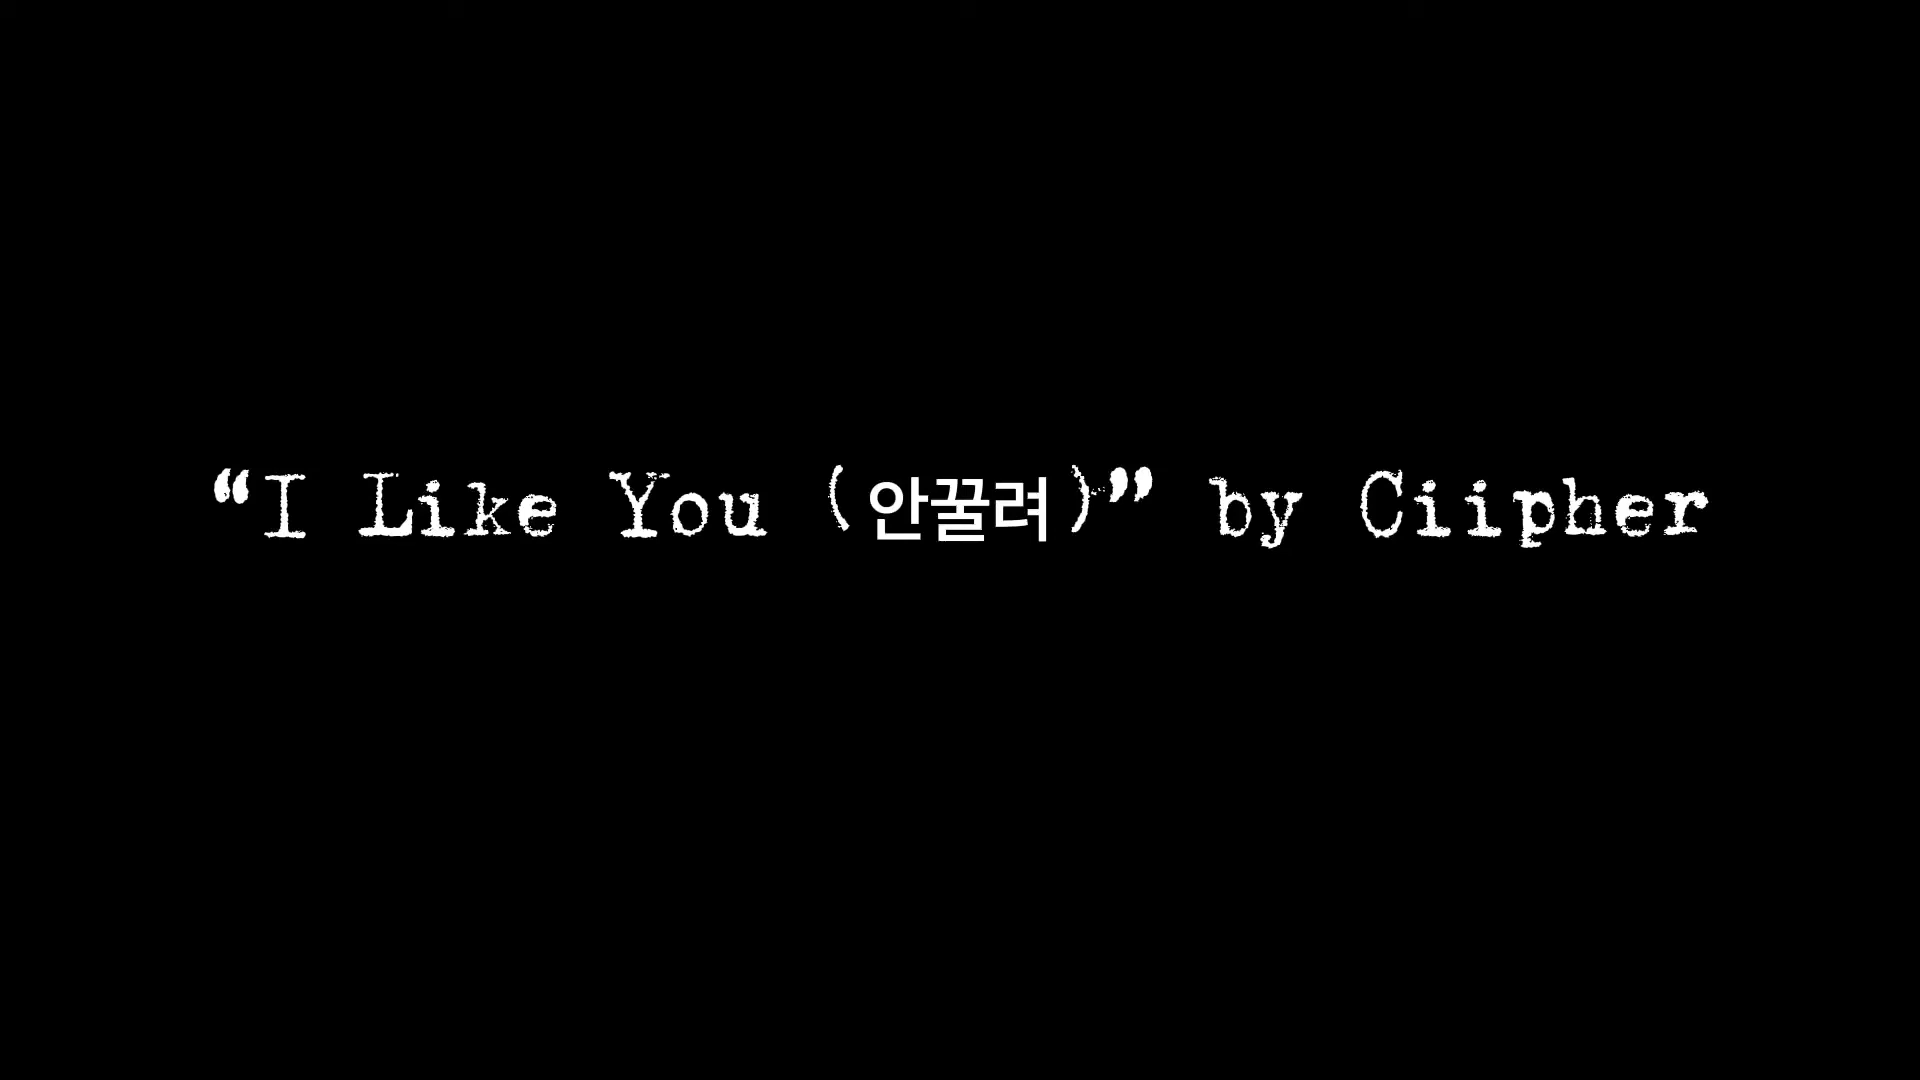 “I Like You (안꿀려)” by Ciipher